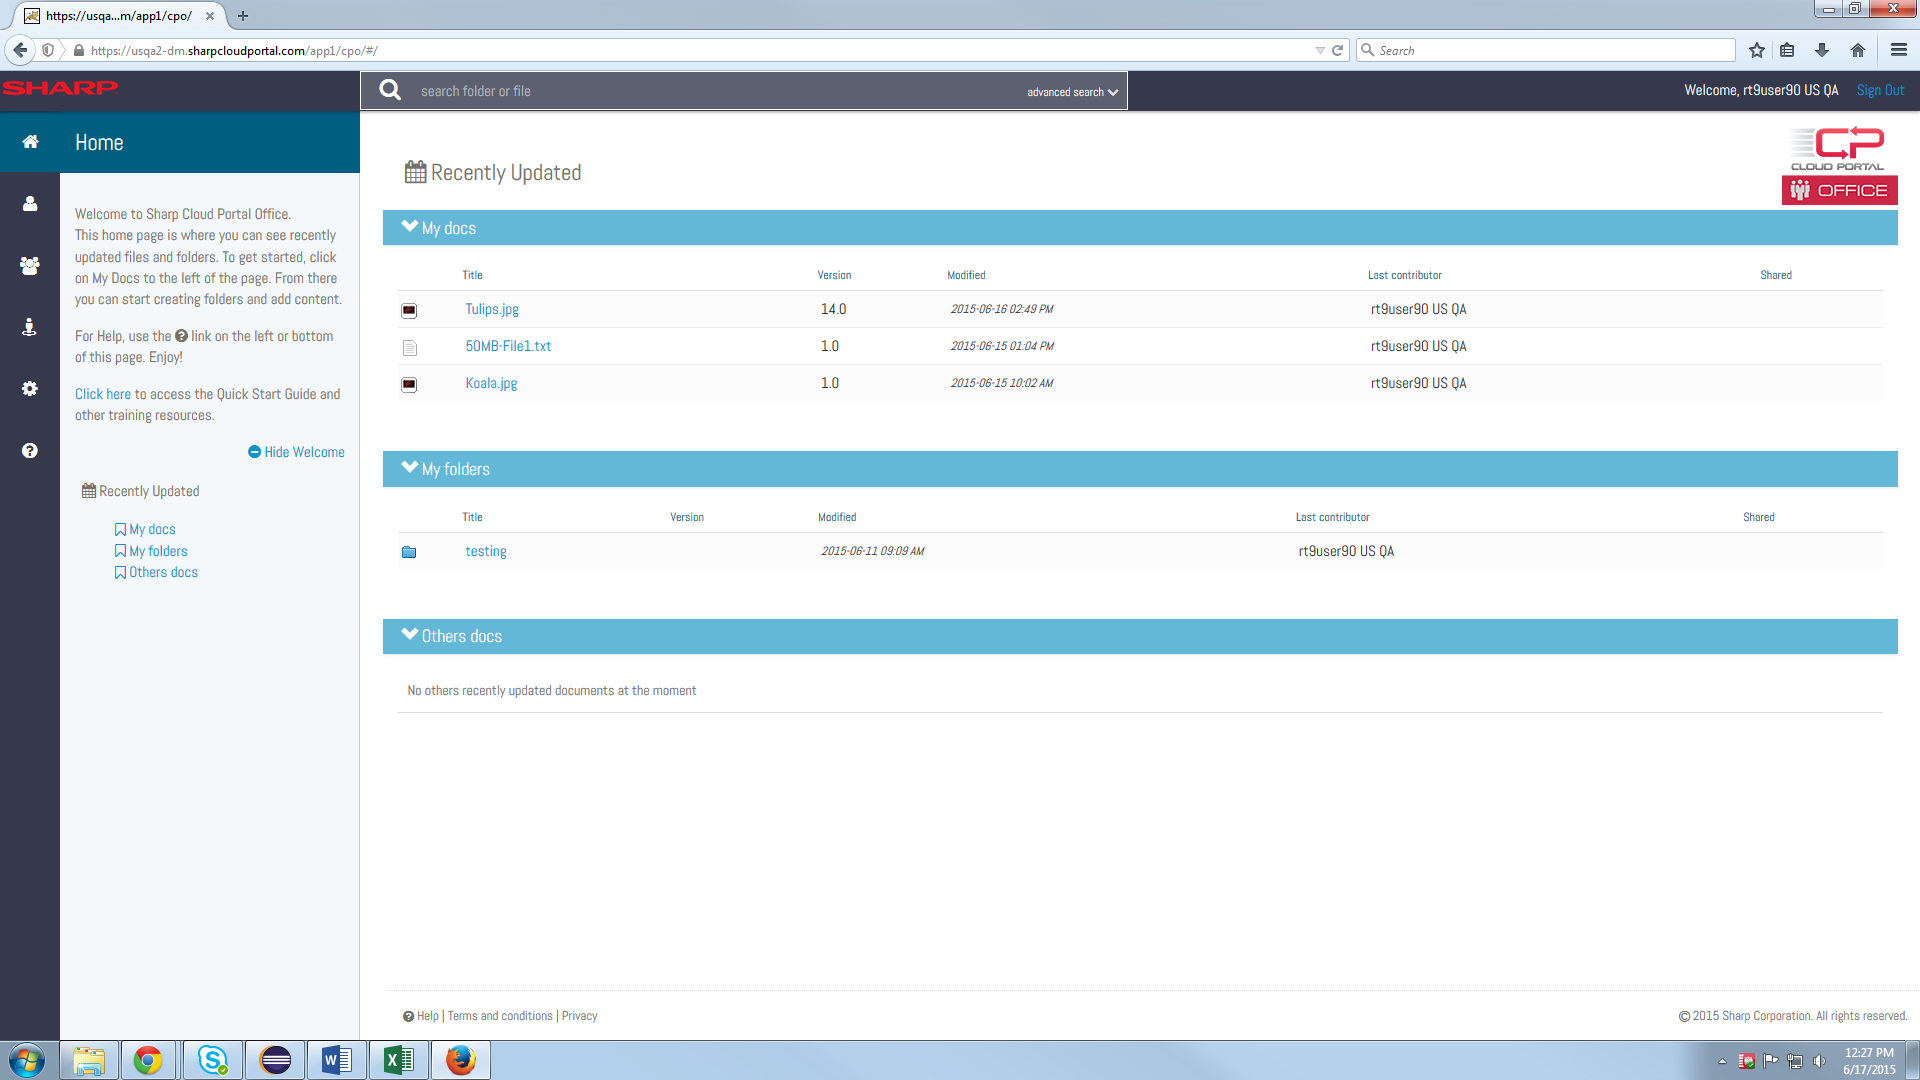 https://usqa...m/app1/cpo/
https://usqa2-dm.sharpcloudportal.com/app1/cpo/#/
Search
SHARP
search folder or file
advanced search
Welcome, rt9user90 US QA
Sign Out
Home
Welcome to Sharp Cloud Portal Office.
This home page is where you can see recently
updated files and folders. To get started, click
on My Docs to the left of the page. From there
you can start creating folders and add content.
For Help, use the ? link on the left or bottom
of this page. Enjoy!
Click here to access the Quick Start Guide and
other training resources.
Hide Welcome
Recently Updated
My docs
My folders
Others docs
Recently Updated
CP
CLOUD PORTAL
OFFICE
My docs
Title Version Modified Last contributor Shared
Tulips.jpg 14.0 2015-06-16 02:49 PM rt9user90 US QA
50MB-File1.txt 1.0 2015-06-15 01:04 PM rt9user90 US QA
Koala.jpg 1.0 2015-06-15 10:02 AM rt9user90 US QA
My folders
Title Version Modified Last contributor Shared
testing 2015-06-11 09:09 AM rt9user90 US QA
Others docs
No others recently updated documents at the moment
Help | Terms and conditions | Privacy
© 2015 Sharp Corporation. All rights reserved.
12:27 PM
6/17/2015